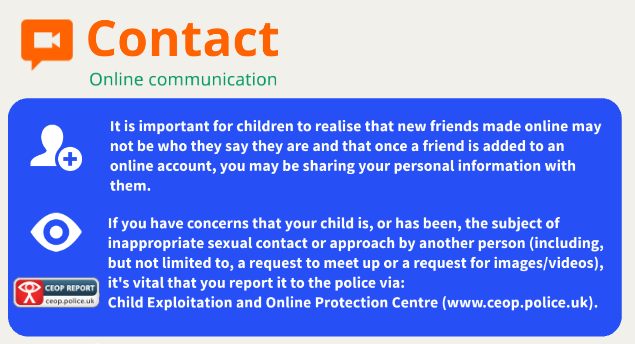 Contact
Online communication
It is important for children to realise that new friends made online may
not be who they say they are and that once a friend is added to an
online account, you may be sharing your personal information with
them.
If you have concerns that your child is, or has been, the subject of
inappropriate sexual contact or approach by another person (including,
but not limited to, a request to meet up or a request for images/videos),
it's vital that you report it to the police via:
Child Exploitation and Online Protection Centre (www.ceop.police.uk).
CEOP REPORT
ceop.police.uk